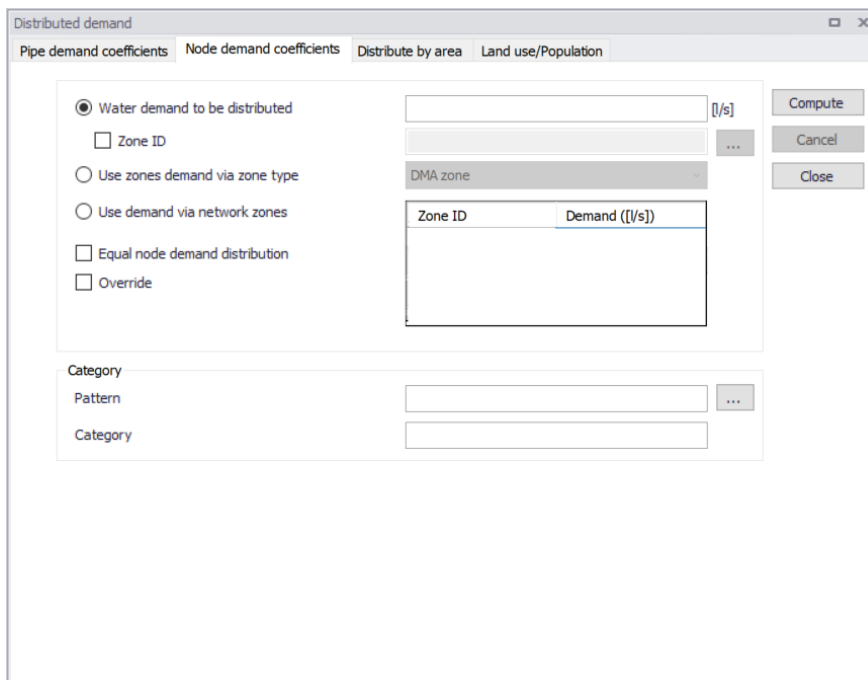 Distributed demand
Pipe demand coefficients Node demand coefficients Distribute by area Land use/Population
Water demand to be distributed [l/s] Compute
Zone ID ... Cancel
Use zones demand via zone type DMA zone Close
Use demand via network zones Zone ID Demand ([l/s])
Equal node demand distribution
Override
Category
Pattern ...
Category